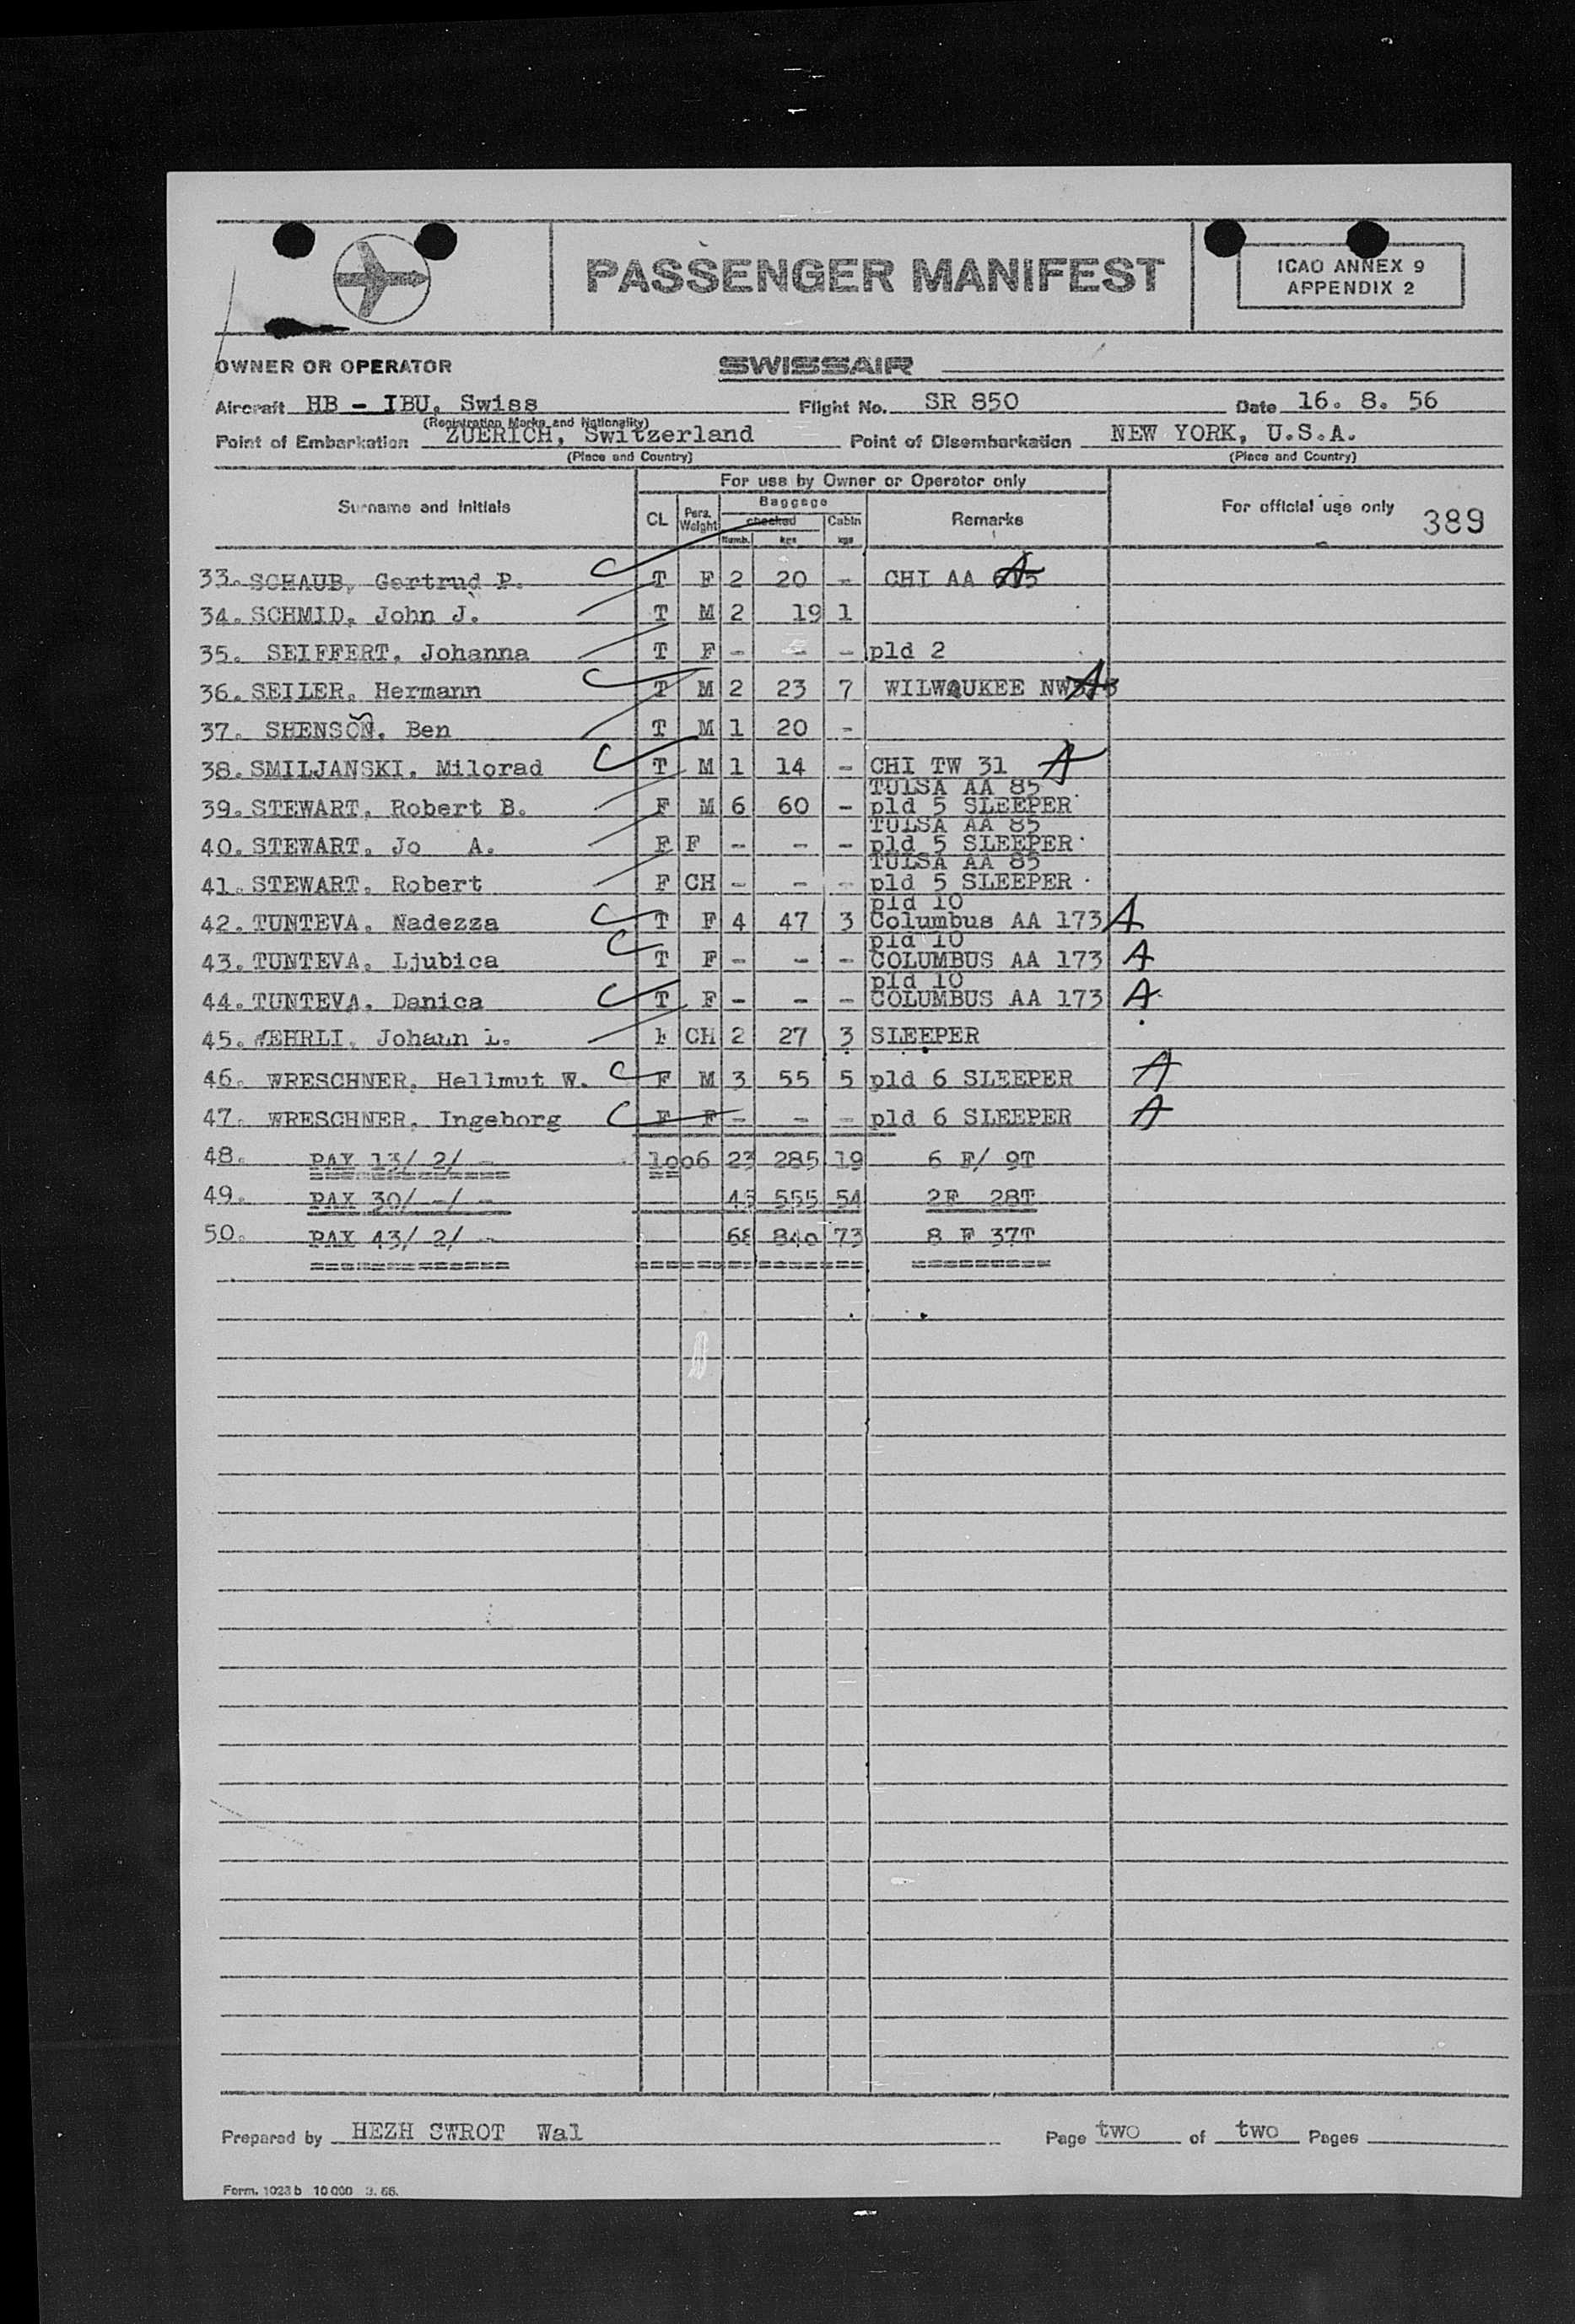 PASSENGER MANIFEST
ICAO ANNEX 9
APPENDIX 2
OWNER OR OPERATOR SWISSAIR
Aircraft HB - IBU, Swiss Flight No. SR 850 Date 16. 8. 56
(Registration Marks and Nationality)
Point of Embarkation ZUERICH, Switzerland Point of Disembarkation NEW YORK, U.S.A.
(Place and Country) (Place and Country)
For use by Owner or Operator only
Surname and Initials CL Pers. Weight Baggage checked Numb. kgs Cabin kgs Remarks For official use only 389
33. SCHAUB, Gertrud P. T F 2 20 - CHI AA A
34. SCHMID, John J. T M 2 19 1
35. SEIFFERT, Johanna T F - - - pld 2
36. SEILER, Hermann T M 2 23 7 WILWAUKEE NW A
37. SHENSON, Ben T M 1 20 -
38. SMILJANSKI, Milorad T M 1 14 - CHI TW 31 A
TULSA AA 85
39. STEWART, Robert B. F M 6 60 - pld 5 SLEEPER
TULSA AA 85
40. STEWART, Jo A. F F - - - pld 5 SLEEPER
TULSA AA 85
41. STEWART, Robert F CH - - - pld 5 SLEEPER
pld 10
42. TUNTEVA, Nadezza T F 4 47 3 Columbus AA 173 A
pld 10
43. TUNTEVA, Ljubica T F - - - COLUMBUS AA 173 A
pld 10
44. TUNTEVA, Danica T F - - - COLUMBUS AA 173 A
45. WEHRLI, Johann L. F CH 2 27 3 SLEEPER
46. WRESCHNER, Hellmut W. F M 3 55 5 pld 6 SLEEPER A
47. WRESCHNER, Ingeborg F F - - - pld 6 SLEEPER A
48. PAX 13/ 2/ - 1006 23 285 19 6 F/ 9T
49. PAX 30/ -/ - 45 555 54 2F 28T
50. PAX 43/ 2/ - 68 840 73 8 F 37T
Prepared by HEZH SWROT Wal Page two of two Pages
Form. 1023 b 10 000 3. 56.